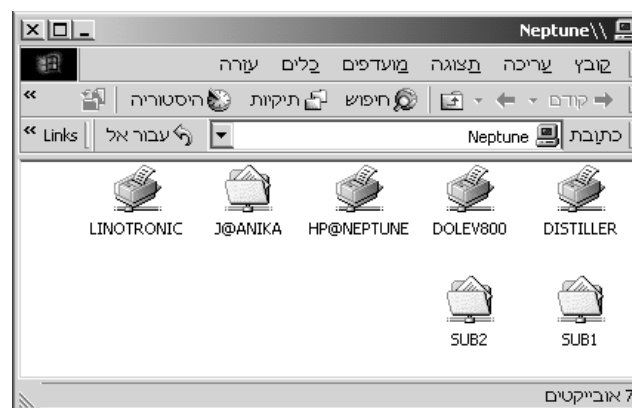 Neptune\\
קובץ עריכה תצוגה מועדפים כלים עזרה
קודם חיפוש תיקיות היסטוריה »
כתובת Neptune עבור אל Links »
DISTILLER DOLEV800 HP@NEPTUNE J@ANIKA LINOTRONIC
SUB1 SUB2
7 אובייקטים